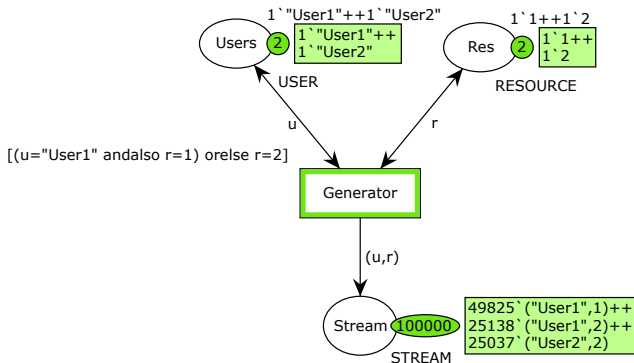 1`"User1"++1`"User2"
Users
2
1`"User1"++
1`"User2"
USER
1`1++1`2
Res
2
1`1++
1`2
RESOURCE
u
r
[(u="User1" andalso r=1) orelse r=2]
Generator
(u,r)
Stream
100000
49825`("User1",1)++
25138`("User1",2)++
25037`("User2",2)
STREAM